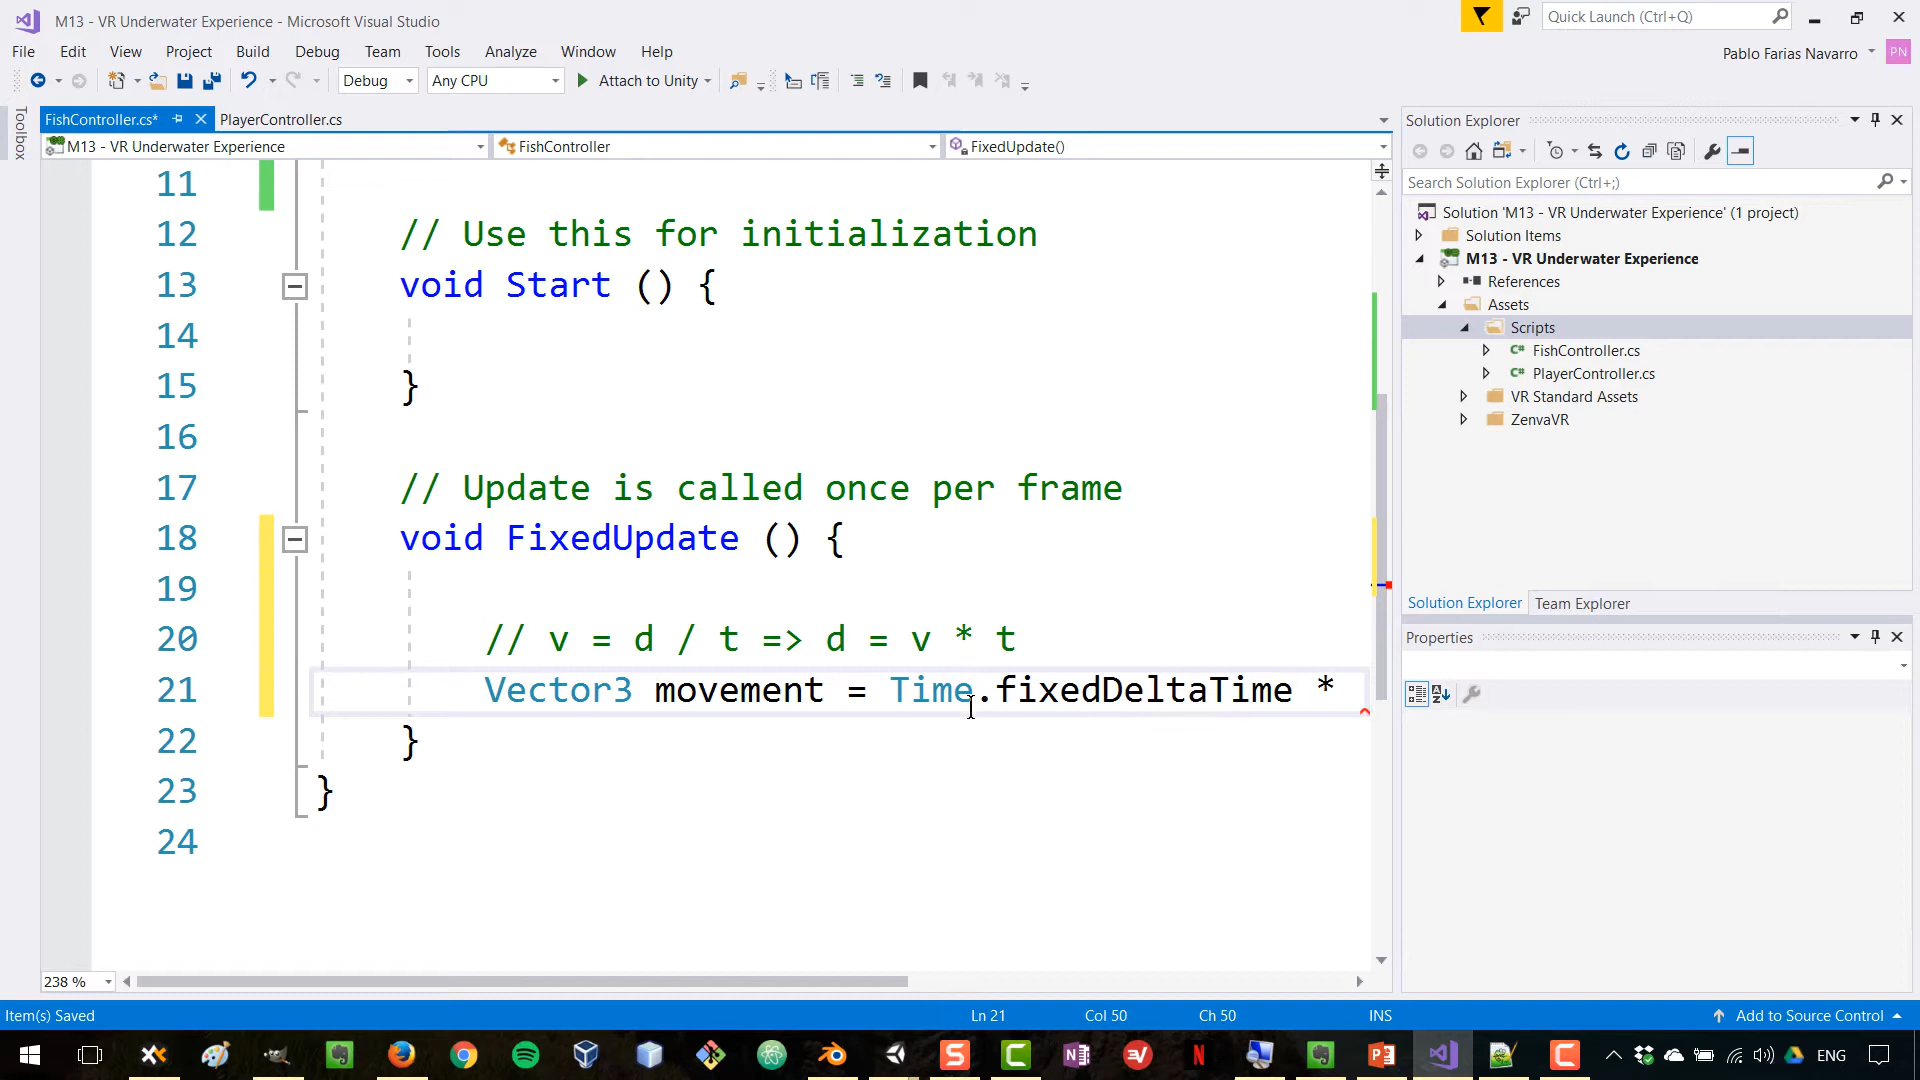 M13 - VR Underwater Experience - Microsoft Visual Studio
Quick Launch (Ctrl+Q)
File Edit View Project Build Debug Team Tools Analyze Window Help
Pablo Farias Navarro PN
Debug Any CPU Attach to Unity
Toolbox
FishController.cs* PlayerController.cs
M13 - VR Underwater Experience FishController FixedUpdate()
11
12 // Use this for initialization
13 void Start () {
14
15 }
16
17 // Update is called once per frame
18 void FixedUpdate () {
19
20 // v = d / t => d = v * t
21 Vector3 movement = Time.fixedDeltaTime *
22 }
23 }
24
238 %
Solution Explorer
Search Solution Explorer (Ctrl+;)
Solution 'M13 - VR Underwater Experience' (1 project)
Solution Items
M13 - VR Underwater Experience
References
Assets
Scripts
FishController.cs
PlayerController.cs
VR Standard Assets
ZenvaVR
Solution Explorer Team Explorer
Properties
Item(s) Saved Ln 21 Col 50 Ch 50 INS Add to Source Control
ENG